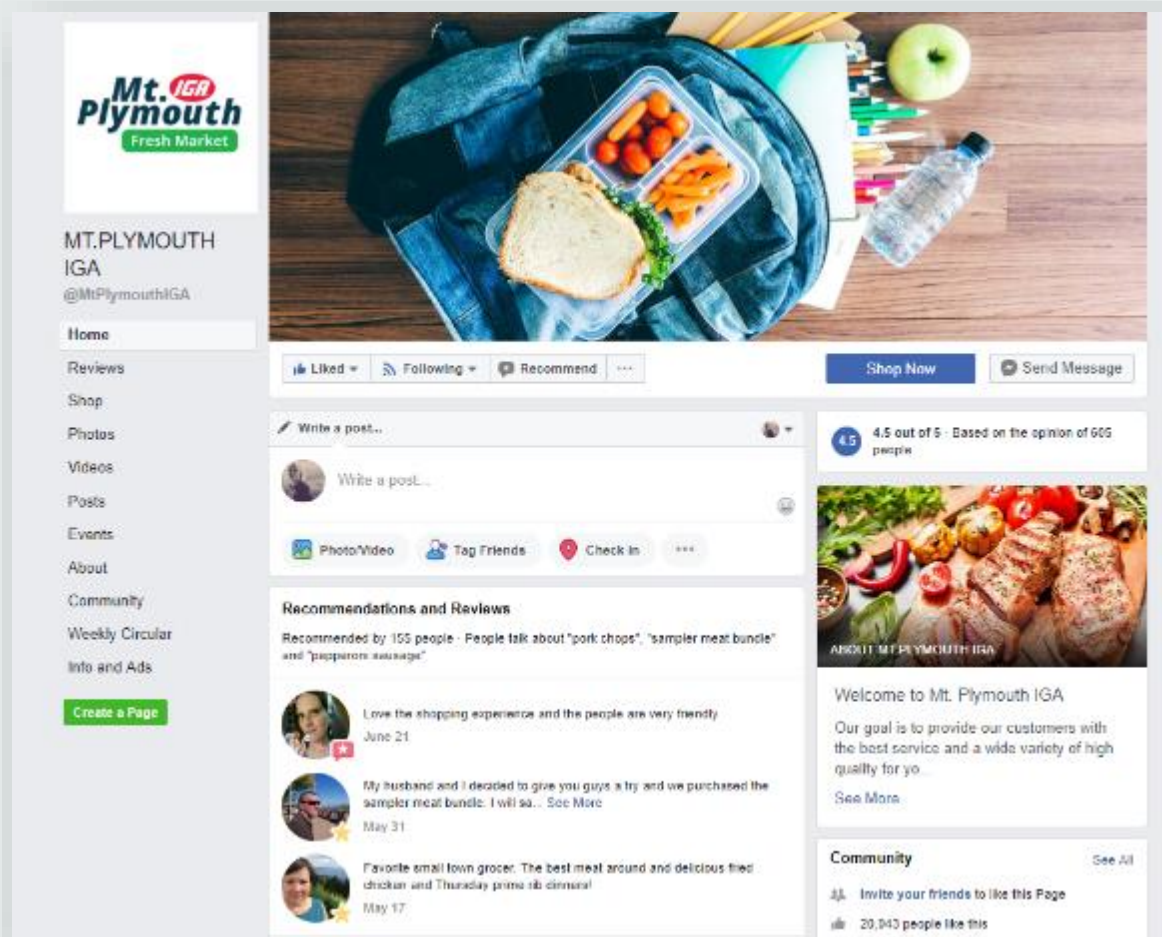 Mt. IGA
Plymouth
Fresh Market
MT.PLYMOUTH
IGA
@MtPlymouthIGA
Home
Reviews
Shop
Photos
Videos
Posts
Events
About
Community
Weekly Circular
Info and Ads
Create a Page
Liked
Following
Recommend
...
Shop Now
Send Message
Write a post...
Write a post...
Photo/Video
Tag Friends
Check in
...
Recommendations and Reviews
Recommended by 155 people · People talk about "pork chops", "sampler meat bundle"
and "pepperoni sausage"
Love the shopping experience and the people are very friendly
June 21
My husband and I decided to give you guys a try and we purchased the
sampler meat bundle. I will sa... See More
May 31
Favorite small town grocer. The best meat around and delicious fried
chicken and Thursday prime rib dinners!
May 17
4.5
4.5 out of 5 · Based on the opinion of 605
people
ABOUT MT.PLYMOUTH IGA
Welcome to Mt. Plymouth IGA
Our goal is to provide our customers with
the best service and a wide variety of high
quality for yo...
See More
Community
See All
Invite your friends to like this Page
20,943 people like this